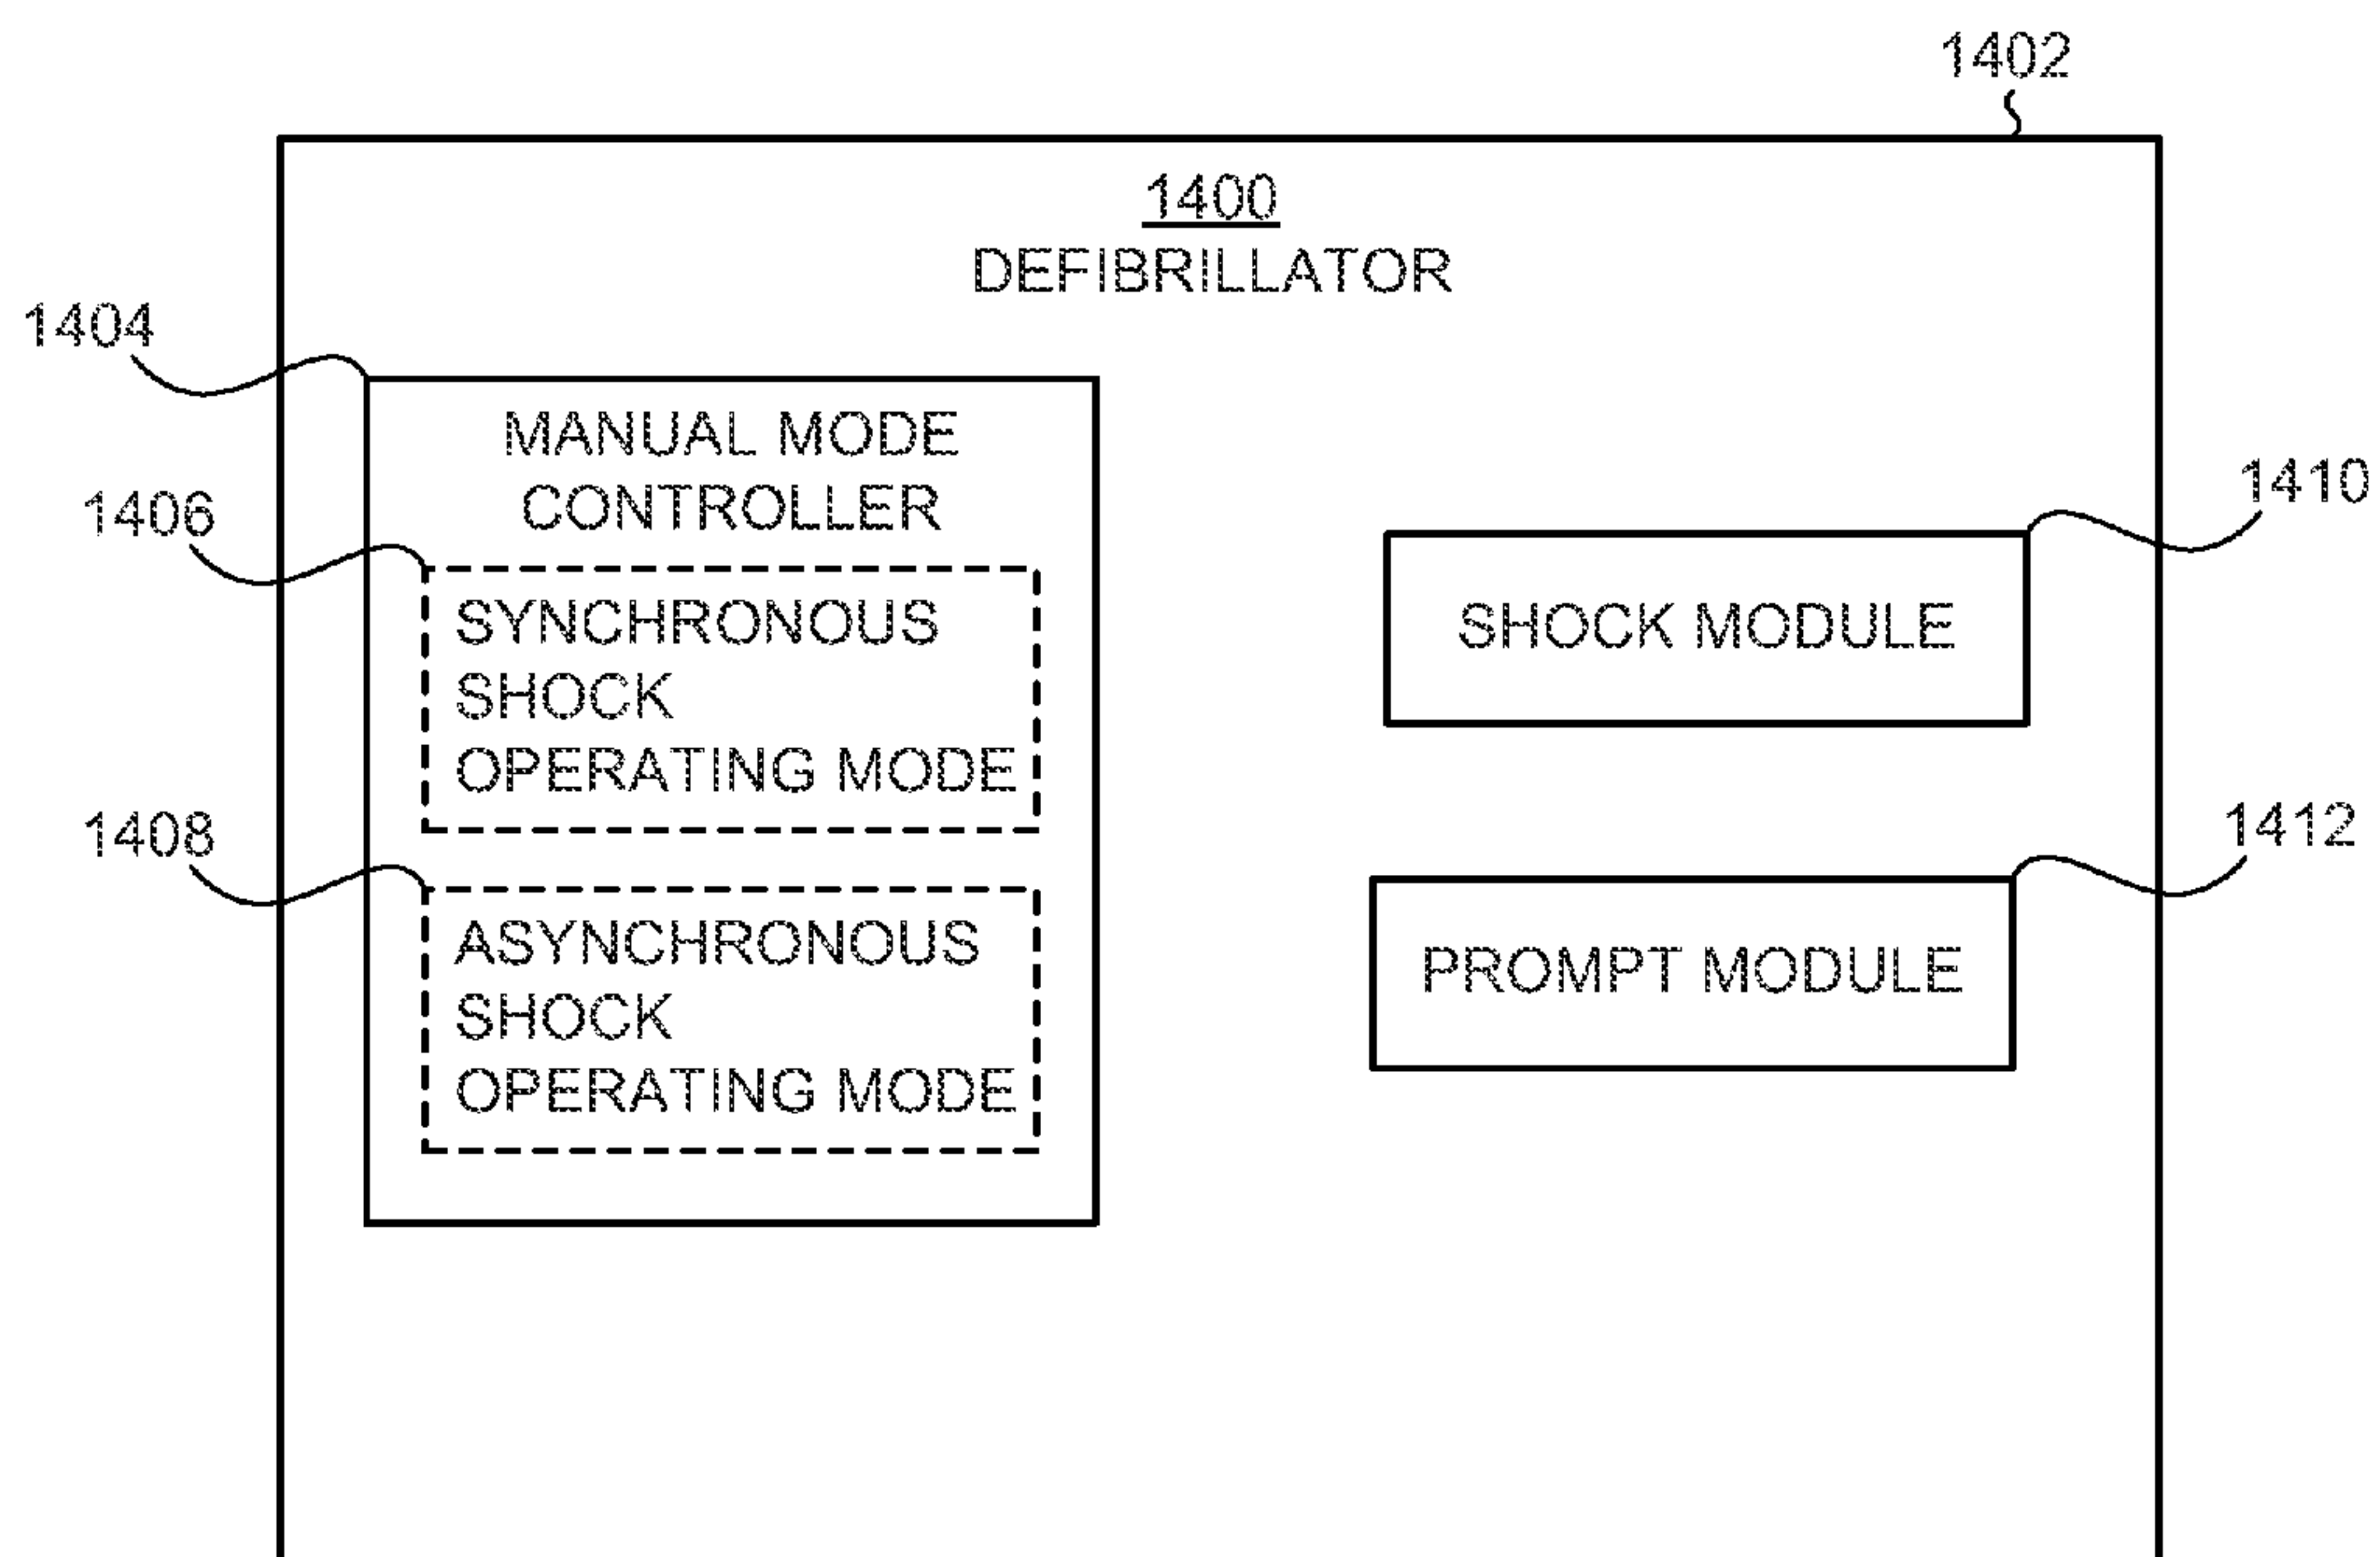 1402
1400
DEFIBRILLATOR
1404
MANUAL MODE
CONTROLLER
1406
SYNCHRONOUS
SHOCK
OPERATING MODE
1408
ASYNCHRONOUS
SHOCK
OPERATING MODE
1410
SHOCK MODULE
1412
PROMPT MODULE